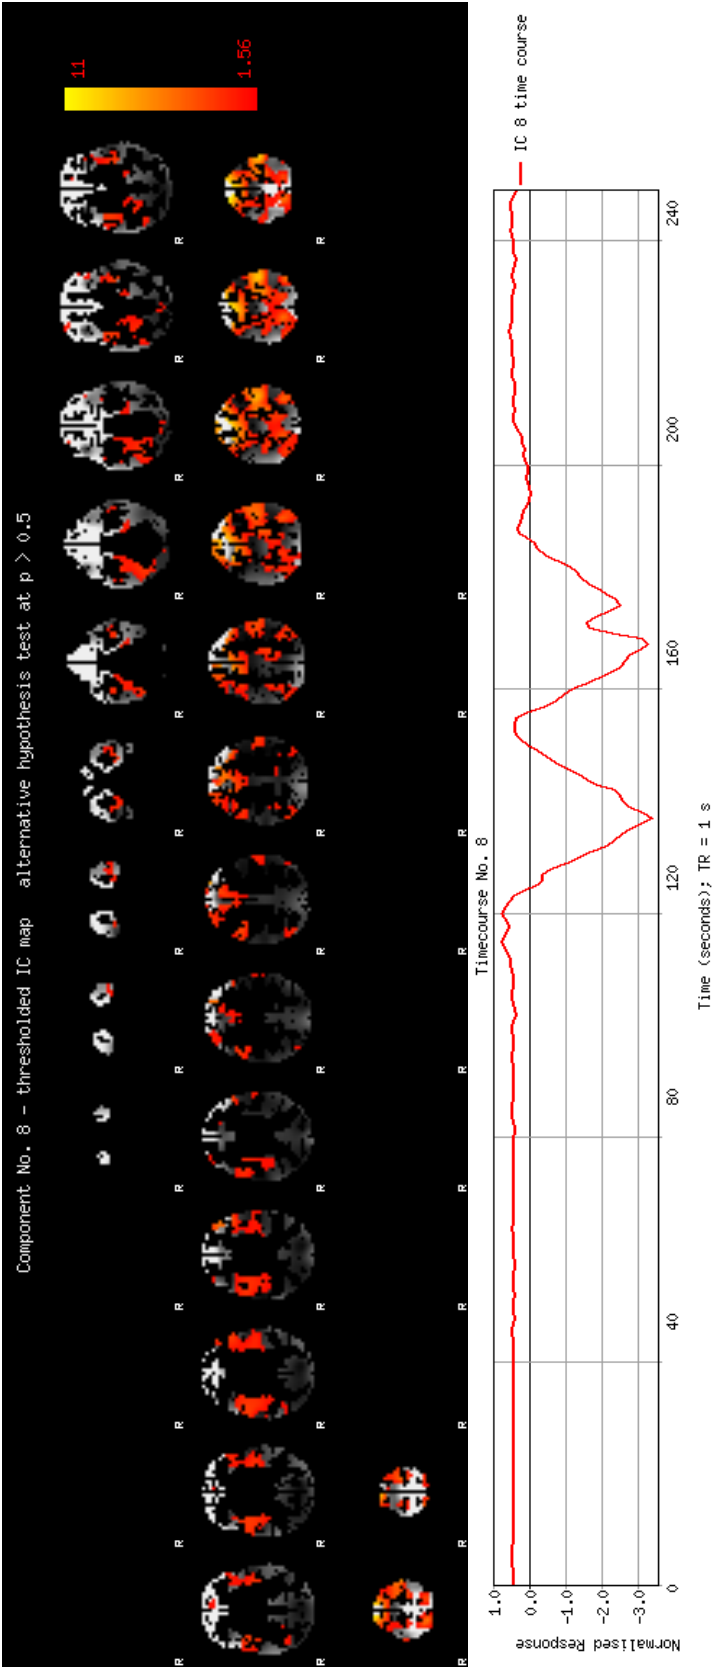 Component No. 8 - thresholded IC map   alternative hypothesis test at p > 0.5
11
1.56
R R R R R R R R R R R R R
R R R R R R R R R R R R R
R R R R R R R R R R R R R
Timecourse No. 8
IC 8 time course
Normalised Response
1.0
0.0
-1.0
-2.0
-3.0
0 40 80 120 160 200 240
Time (seconds); TR = 1 s